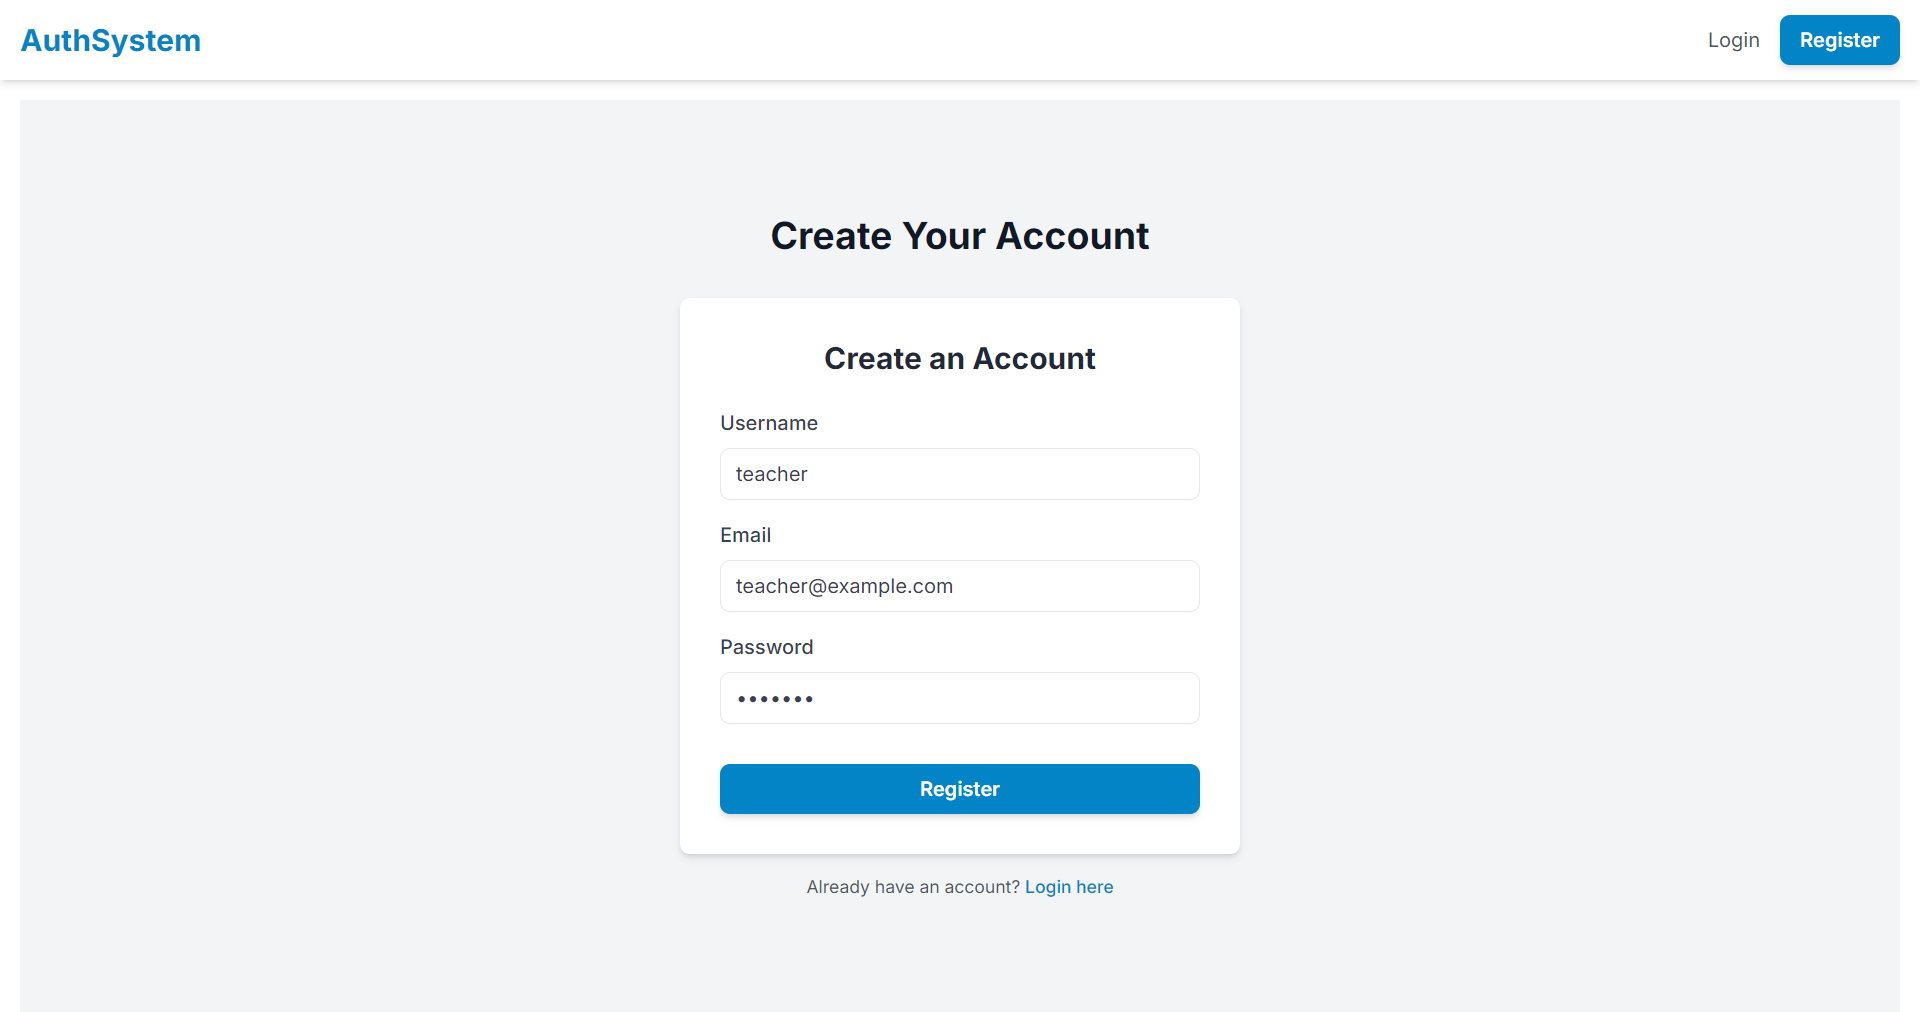 AuthSystem
Login
Register
Create Your Account
Create an Account
Username
teacher
Email
teacher@example.com
Password
•••••••
Register
Already have an account? Login here